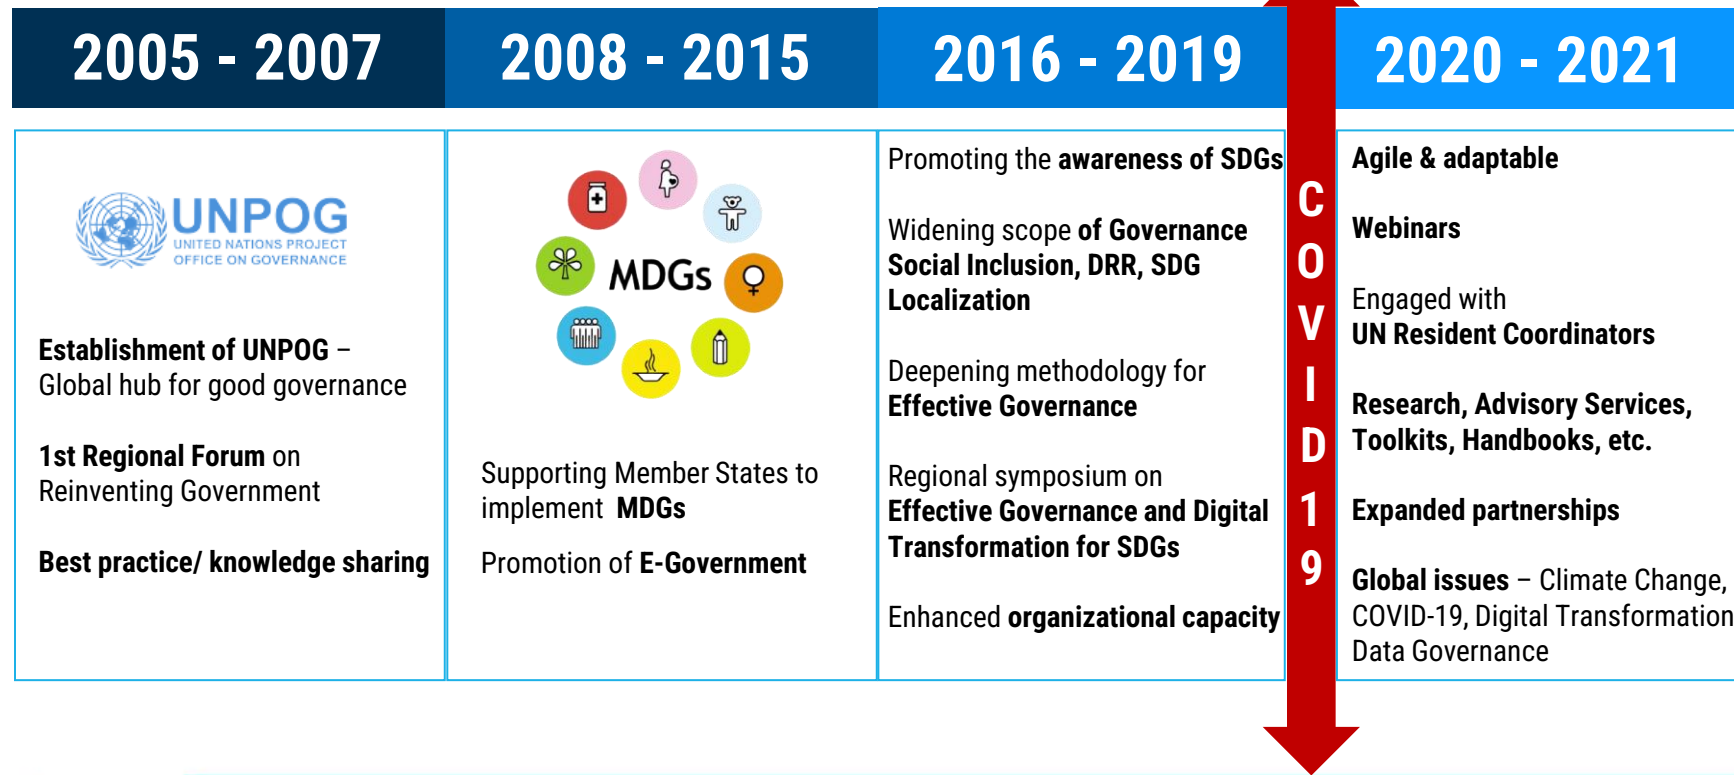 2005 - 2007
2008 - 2015
2016 - 2019
2020 - 2021
UNPOG
UNITED NATIONS PROJECT
OFFICE ON GOVERNANCE
Establishment of UNPOG –
Global hub for good governance
1st Regional Forum on
Reinventing Government
Best practice/ knowledge sharing
MDGs
Supporting Member States to
implement MDGs
Promotion of E-Government
Promoting the awareness of SDGs
Widening scope of Governance
Social Inclusion, DRR, SDG
Localization
Deepening methodology for
Effective Governance
Regional symposium on
Effective Governance and Digital
Transformation for SDGs
Enhanced organizational capacity
C
O
V
I
D
1
9
Agile & adaptable
Webinars
Engaged with
UN Resident Coordinators
Research, Advisory Services,
Toolkits, Handbooks, etc.
Expanded partnerships
Global issues – Climate Change,
COVID-19, Digital Transformation
Data Governance